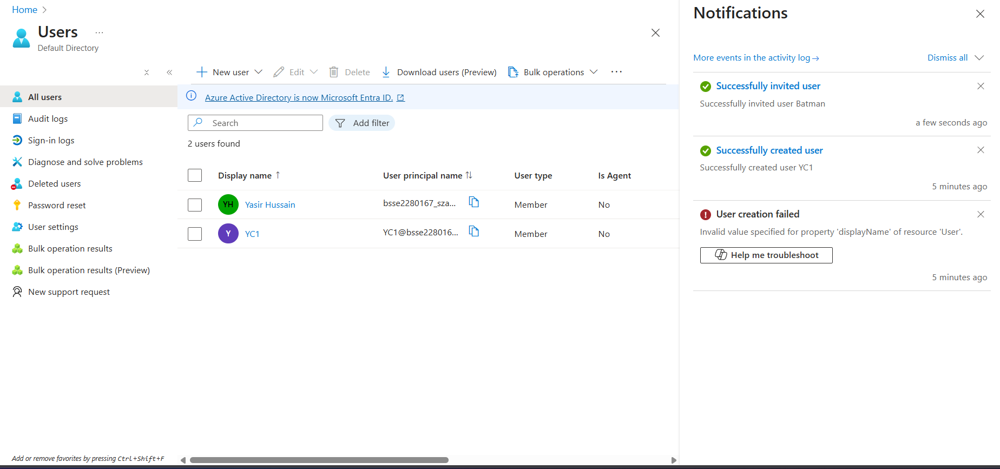 Home
Users
Default Directory
New user
Edit
Delete
Download users (Preview)
Bulk operations
All users
Audit logs
Sign-in logs
Diagnose and solve problems
Deleted users
Password reset
User settings
Bulk operation results
Bulk operation results (Preview)
New support request
Add or remove favorites by pressing Ctrl+Shift+F
Azure Active Directory is now Microsoft Entra ID.
Search
Add filter
2 users found
Display name ↑ User principal name ↑↓ User type Is Agent
YH Yasir Hussain bsse2280167_sza... Member No
Y YC1 YC1@bsse228016... Member No
Notifications
More events in the activity log →
Dismiss all
Successfully invited user
Successfully invited user Batman
a few seconds ago
Successfully created user
Successfully created user YC1
5 minutes ago
User creation failed
Invalid value specified for property 'displayName' of resource 'User'.
Help me troubleshoot
5 minutes ago